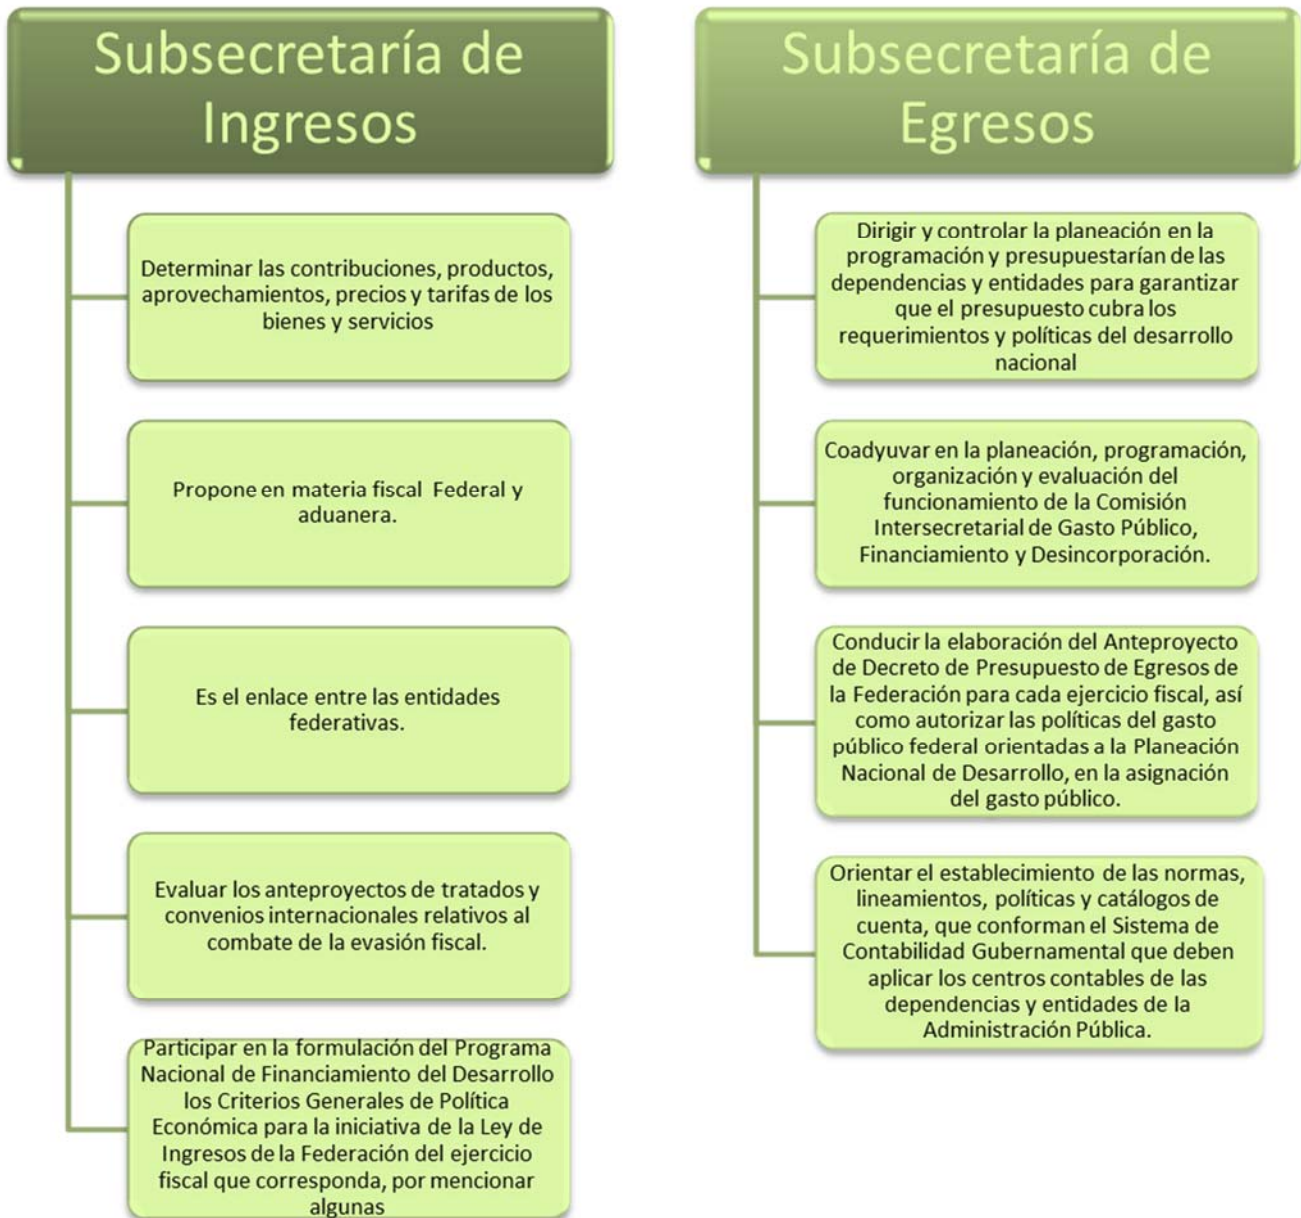 Subsecretaría de
Ingresos
Determinar las contribuciones, productos,
aprovechamientos, precios y tarifas de los
bienes y servicios
Propone en materia fiscal Federal y
aduanera.
Es el enlace entre las entidades
federativas.
Evaluar los anteproyectos de tratados y
convenios internacionales relativos al
combate de la evasión fiscal.
Participar en la formulación del Programa
Nacional de Financiamiento del Desarrollo
los Criterios Generales de Política
Económica para la iniciativa de la Ley de
Ingresos de la Federación del ejercicio
fiscal que corresponda, por mencionar
algunas
Subsecretaría de
Egresos
Dirigir y controlar la planeación en la
programación y presupuestarían de las
dependencias y entidades para garantizar
que el presupuesto cubra los
requerimientos y políticas del desarrollo
nacional
Coadyuvar en la planeación, programación,
organización y evaluación del
funcionamiento de la Comisión
Intersecretarial de Gasto Público,
Financiamiento y Desincorporación.
Conducir la elaboración del Anteproyecto
de Decreto de Presupuesto de Egresos de
la Federación para cada ejercicio fiscal, así
como autorizar las políticas del gasto
público federal orientadas a la Planeación
Nacional de Desarrollo, en la asignación
del gasto público.
Orientar el establecimiento de las normas,
lineamientos, políticas y catálogos de
cuenta, que conforman el Sistema de
Contabilidad Gubernamental que deben
aplicar los centros contables de las
dependencias y entidades de la
Administración Pública.